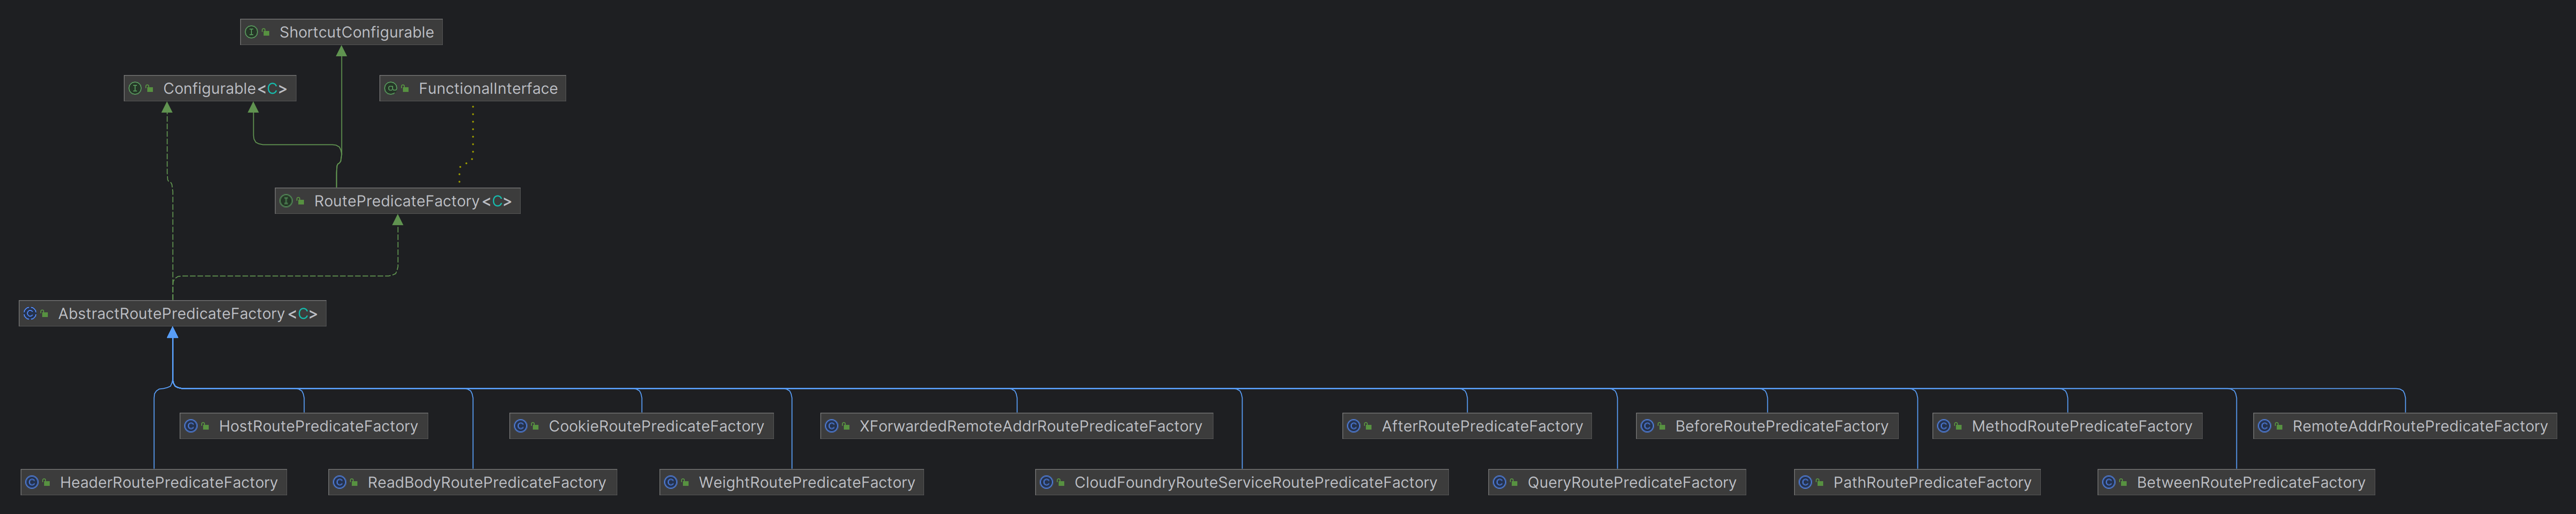 ShortcutConfigurable
Configurable<C>
FunctionalInterface
RoutePredicateFactory<C>
AbstractRoutePredicateFactory<C>
HostRoutePredicateFactory
CookieRoutePredicateFactory
XForwardedRemoteAddrRoutePredicateFactory
AfterRoutePredicateFactory
BeforeRoutePredicateFactory
MethodRoutePredicateFactory
RemoteAddrRoutePredicateFactory
HeaderRoutePredicateFactory
ReadBodyRoutePredicateFactory
WeightRoutePredicateFactory
CloudFoundryRouteServiceRoutePredicateFactory
QueryRoutePredicateFactory
PathRoutePredicateFactory
BetweenRoutePredicateFactory